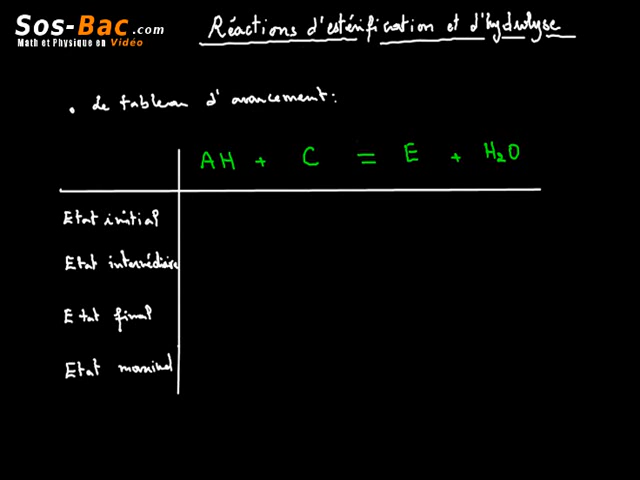 Sos-Bac.com
Math et Physique en Vidéo
Réactions d'estérification et d'hydrolyse
• Le tableau d'avancement :
AH + C = E + H₂O
Etat initial
Etat intermédiaire
Etat final
Etat maximal